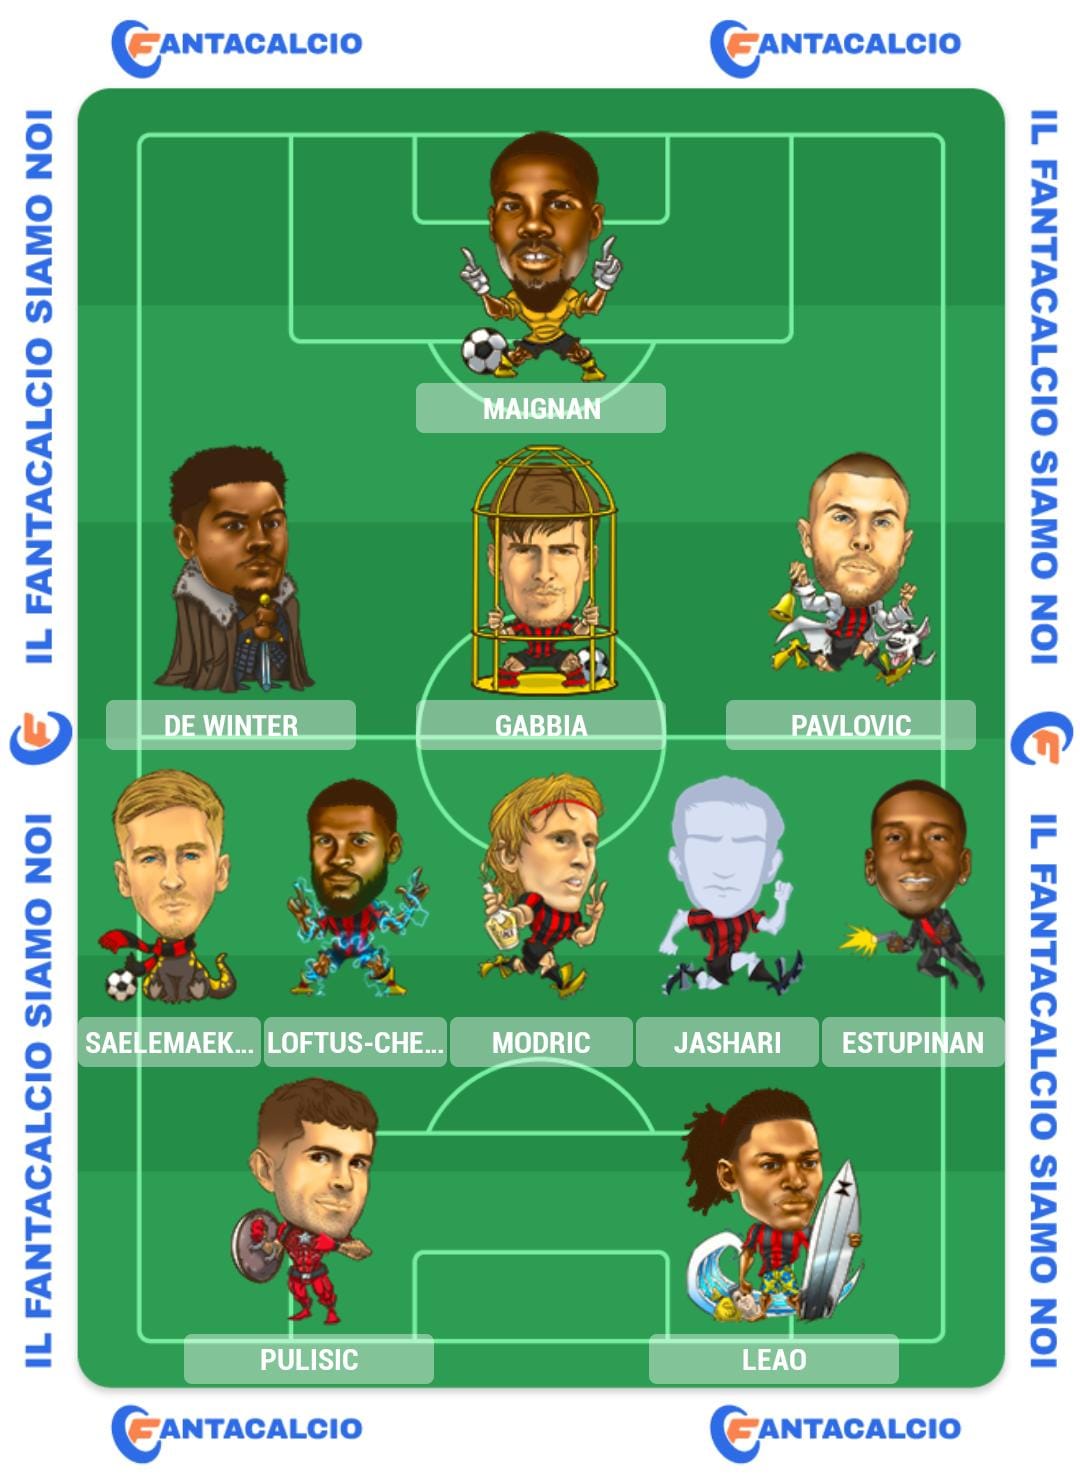 FANTACALCIO
FANTACALCIO
IL FANTACALCIO SIAMO NOI
IL FANTACALCIO SIAMO NOI
MAIGNAN
DE WINTER
GABBIA
PAVLOVIC
IL FANTACALCIO SIAMO NOI
IL FANTACALCIO SIAMO NOI
SAELEMAEK...
LOFTUS-CHE...
MODRIC
JASHARI
ESTUPINAN
PULISIC
LEAO
FANTACALCIO
FANTACALCIO